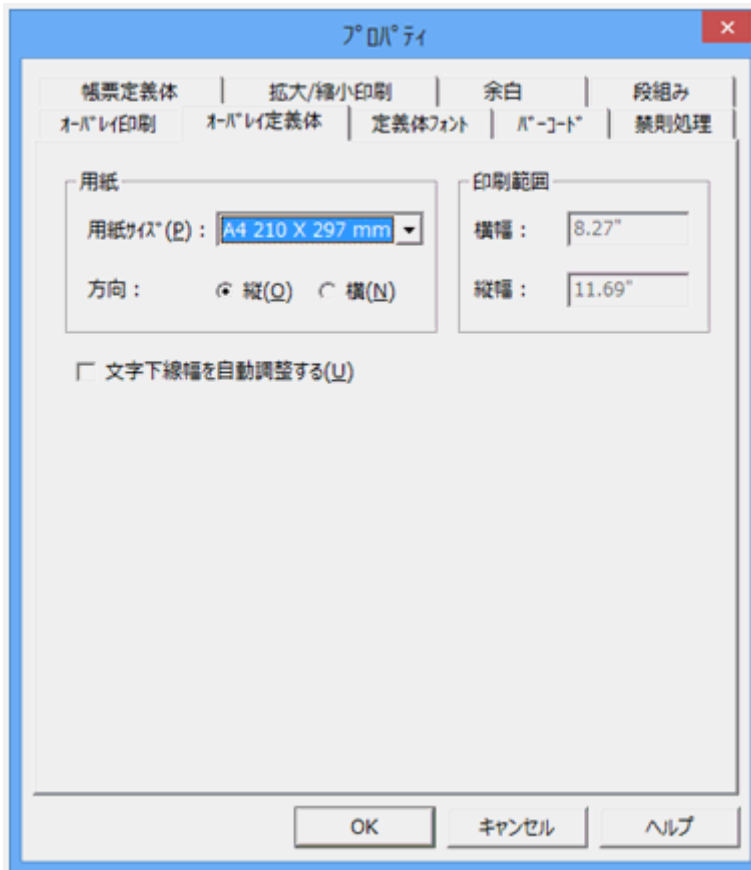 ﾌﾟﾛﾊﾟﾃｨ
帳票定義体 拡大/縮小印刷 余白 段組み
ｵｰﾊﾞﾚｲ印刷 ｵｰﾊﾞﾚｲ定義体 定義体ﾌｫﾝﾄ ﾊﾞｰｺｰﾄﾞ 禁則処理
用紙 印刷範囲
用紙ｻｲｽﾞ(P)： A4 210 X 297 mm 横幅： 8.27"
方向： 縦(O) 横(N) 縦幅： 11.69"
文字下線幅を自動調整する(U)
OK キャンセル ヘルプ